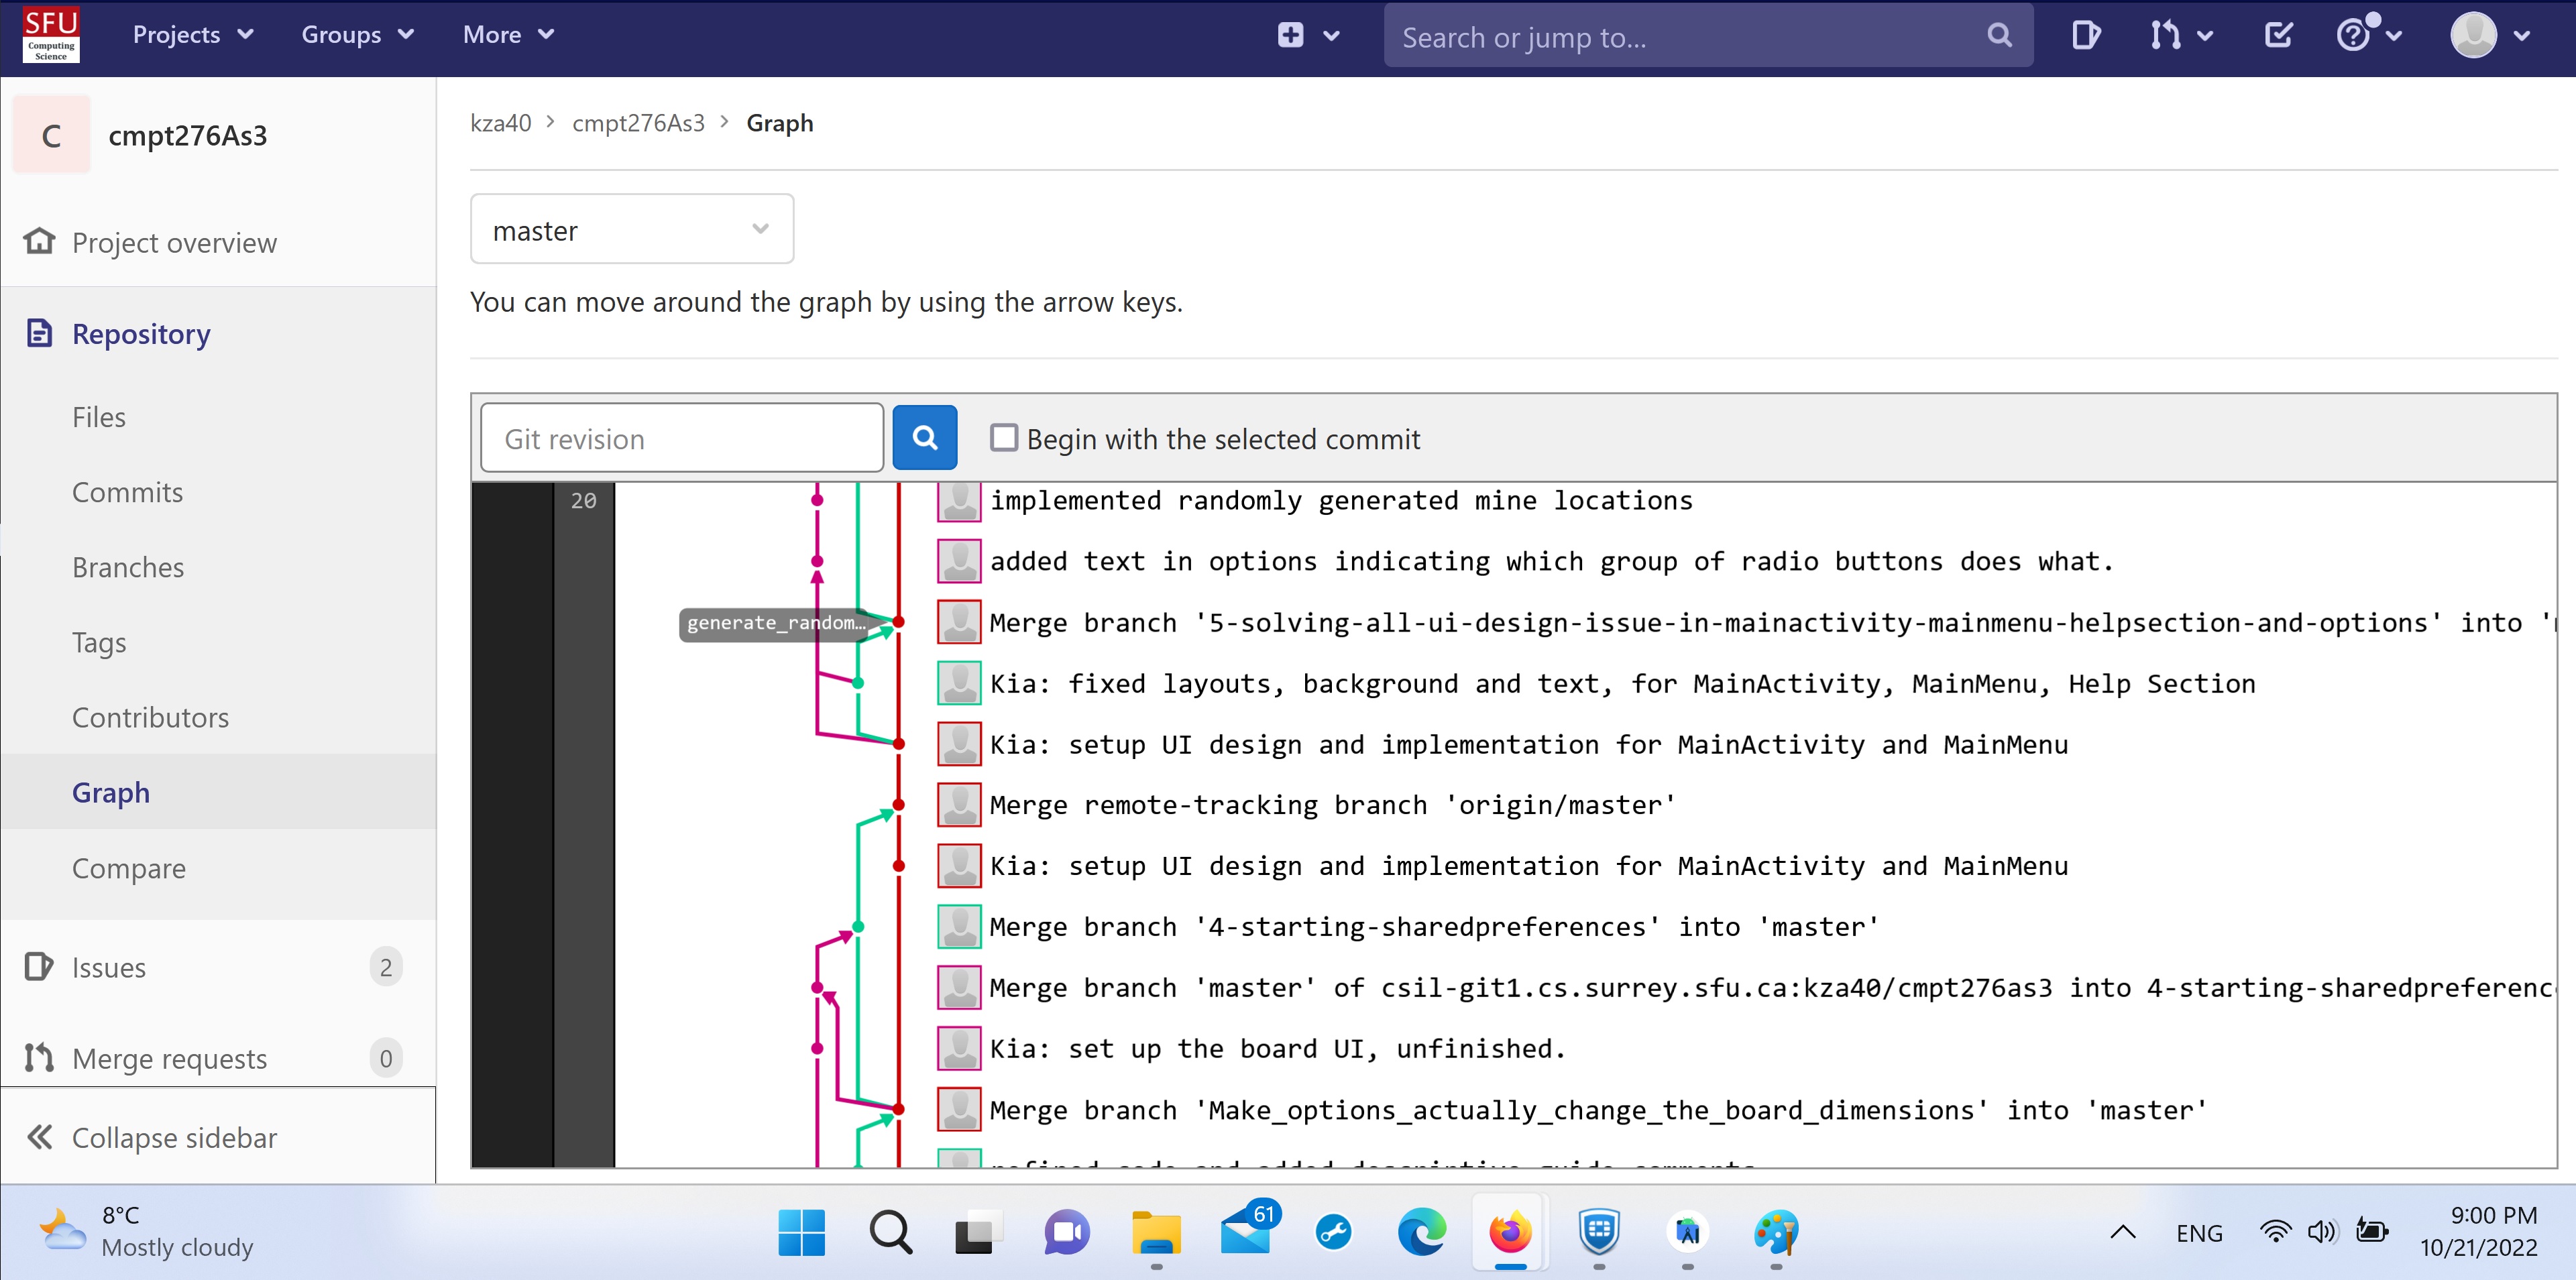 SFU
Computing
Science
Projects
Groups
More
Search or jump to...
C
cmpt276As3
kza40 > cmpt276As3 > Graph
Project overview
master
You can move around the graph by using the arrow keys.
Repository
Files
Commits
Branches
Tags
Contributors
Graph
Compare
Issues 2
Merge requests 0
Collapse sidebar
Git revision
Begin with the selected commit
20
implemented randomly generated mine locations
added text in options indicating which group of radio buttons does what.
generate_random…
Merge branch '5-solving-all-ui-design-issue-in-mainactivity-mainmenu-helpsection-and-options' into '
Kia: fixed layouts, background and text, for MainActivity, MainMenu, Help Section
Kia: setup UI design and implementation for MainActivity and MainMenu
Merge remote-tracking branch 'origin/master'
Kia: setup UI design and implementation for MainActivity and MainMenu
Merge branch '4-starting-sharedpreferences' into 'master'
Merge branch 'master' of csil-git1.cs.surrey.sfu.ca:kza40/cmpt276as3 into 4-starting-sharedpreferenc
Kia: set up the board UI, unfinished.
Merge branch 'Make_options_actually_change_the_board_dimensions' into 'master'
8°C
Mostly cloudy
61
ENG
9:00 PM
10/21/2022